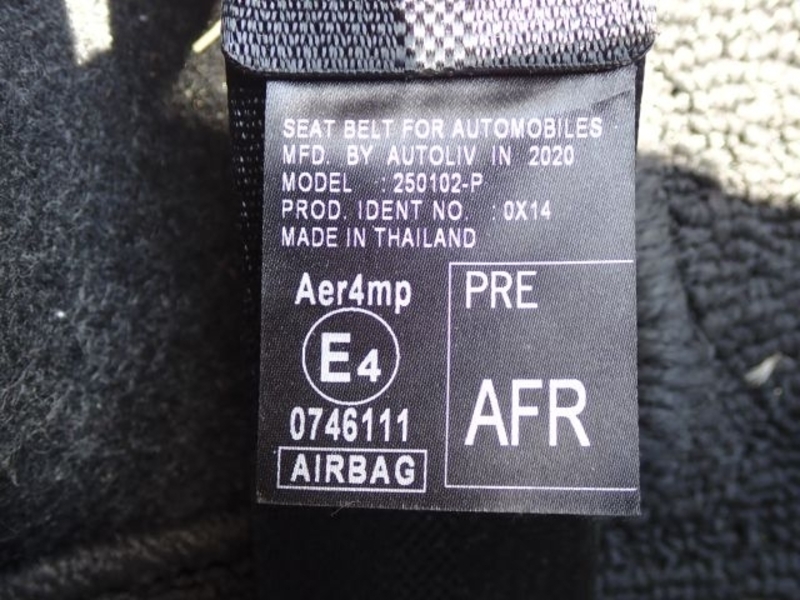 SEAT BELT FOR AUTOMOBILES
MFD. BY AUTOLIV IN 2020
MODEL : 250102-P
PROD. IDENT NO. : 0X14
MADE IN THAILAND
Aer4mp
E4
0746111
AIRBAG
PRE
AFR